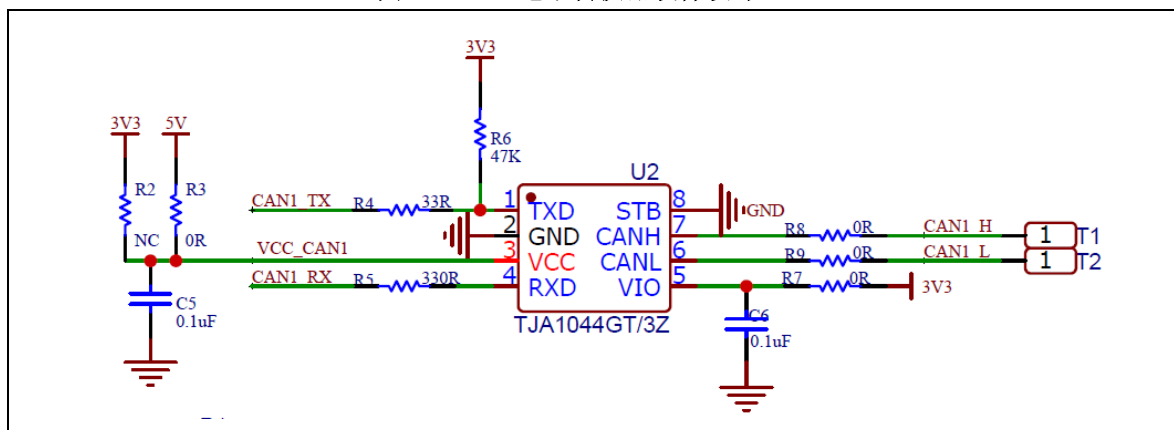 3V3
3V3
5V
R6
47K
R2
R3
U2
CAN1_TX
R4
33R
1
TXD
STB
8
GND
NC
0R
VCC_CAN1
2
GND
CANH
7
R8
0R
CAN1_H
1
T1
3
VCC
CANL
6
R9
0R
CAN1_L
1
T2
CAN1_RX
R5
330R
4
RXD
VIO
5
R7
0R
3V3
C5
0.1uF
TJA1044GT/3Z
C6
0.1uF